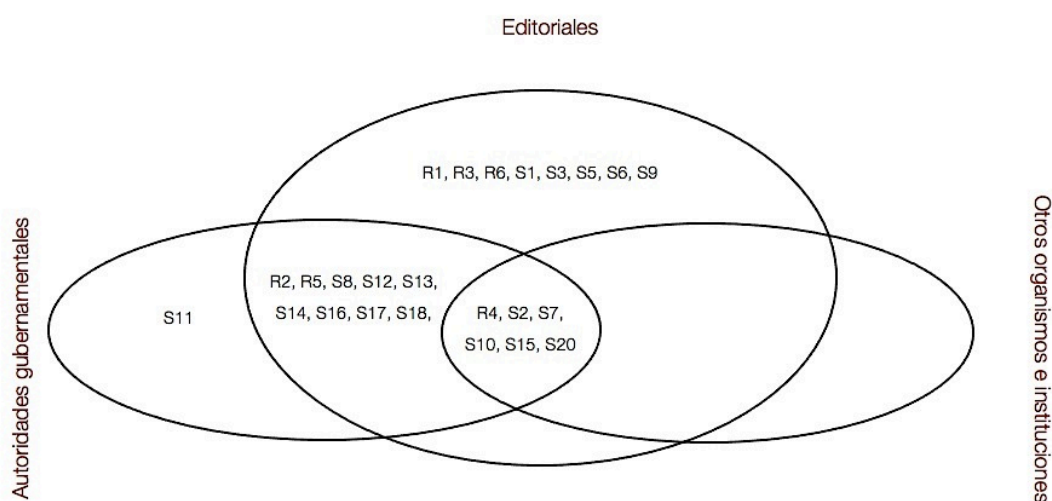 Editoriales
R1, R3, R6, S1, S3, S5, S6, S9
Autoridades gubernamentales
Otros organismos e instituciones
R2, R5, S8, S12, S13,
S14, S16, S17, S18,
S11
R4, S2, S7,
S10, S15, S20